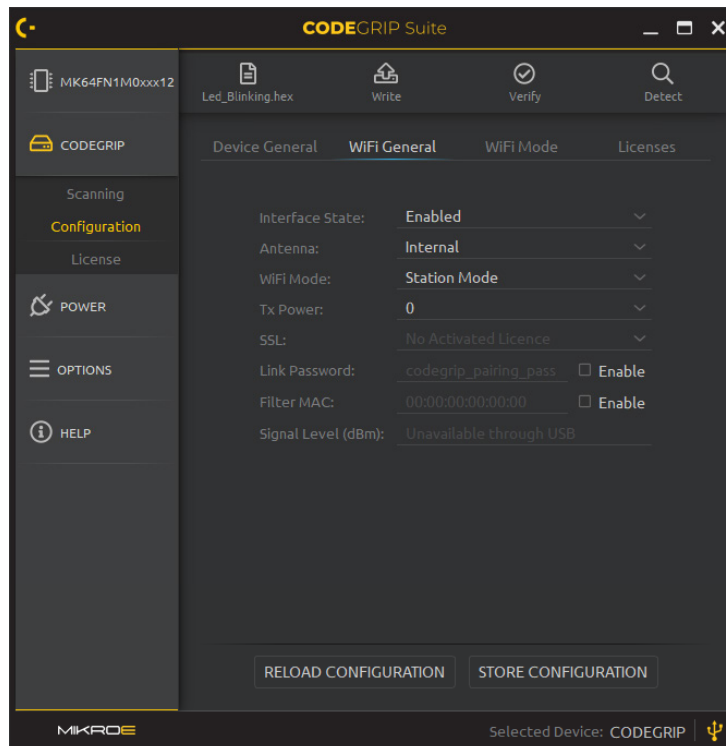 CODEGRIP Suite
MK64FN1M0xxx12
Led_Blinking.hex Write Verify Detect
CODEGRIP
Device General WiFi General WiFi Mode Licenses
Scanning
Configuration
License
POWER
OPTIONS
HELP
Interface State: Enabled
Antenna: Internal
WiFi Mode: Station Mode
Tx Power: 0
SSL: No Activated Licence
Link Password: codegrip_pairing_pass Enable
Filter MAC: 00:00:00:00:00:00 Enable
Signal Level (dBm): Unavailable through USB
RELOAD CONFIGURATION STORE CONFIGURATION
MIKROE Selected Device: CODEGRIP